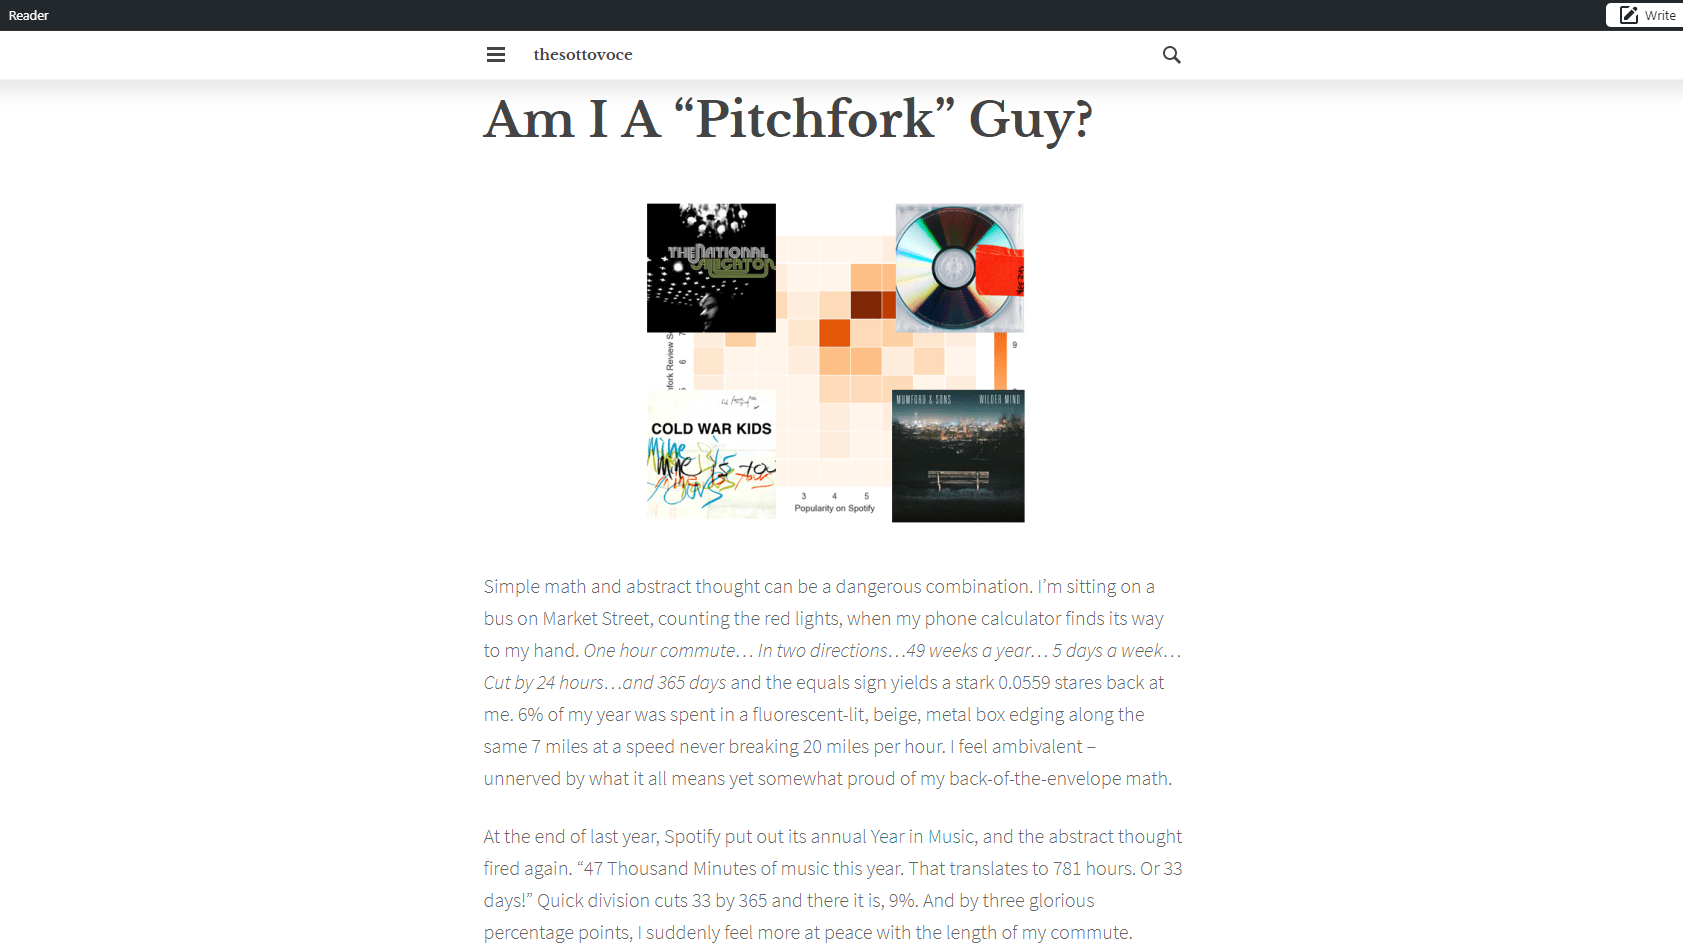 Reader
Write
thesottovoce
Am I A “Pitchfork” Guy?
THE NATIONAL
ALLIGATOR
9
6
COLD WAR KIDS
mine is
MUMFORD & SONS WILDER MIND
3 4 5
Popularity on Spotify
Simple math and abstract thought can be a dangerous combination. I’m sitting on a
bus on Market Street, counting the red lights, when my phone calculator finds its way
to my hand. One hour commute… In two directions…49 weeks a year… 5 days a week…
Cut by 24 hours…and 365 days and the equals sign yields a stark 0.0559 stares back at
me. 6% of my year was spent in a fluorescent-lit, beige, metal box edging along the
same 7 miles at a speed never breaking 20 miles per hour. I feel ambivalent –
unnerved by what it all means yet somewhat proud of my back-of-the-envelope math.
At the end of last year, Spotify put out its annual Year in Music, and the abstract thought
fired again. “47 Thousand Minutes of music this year. That translates to 781 hours. Or 33
days!” Quick division cuts 33 by 365 and there it is, 9%. And by three glorious
percentage points, I suddenly feel more at peace with the length of my commute.